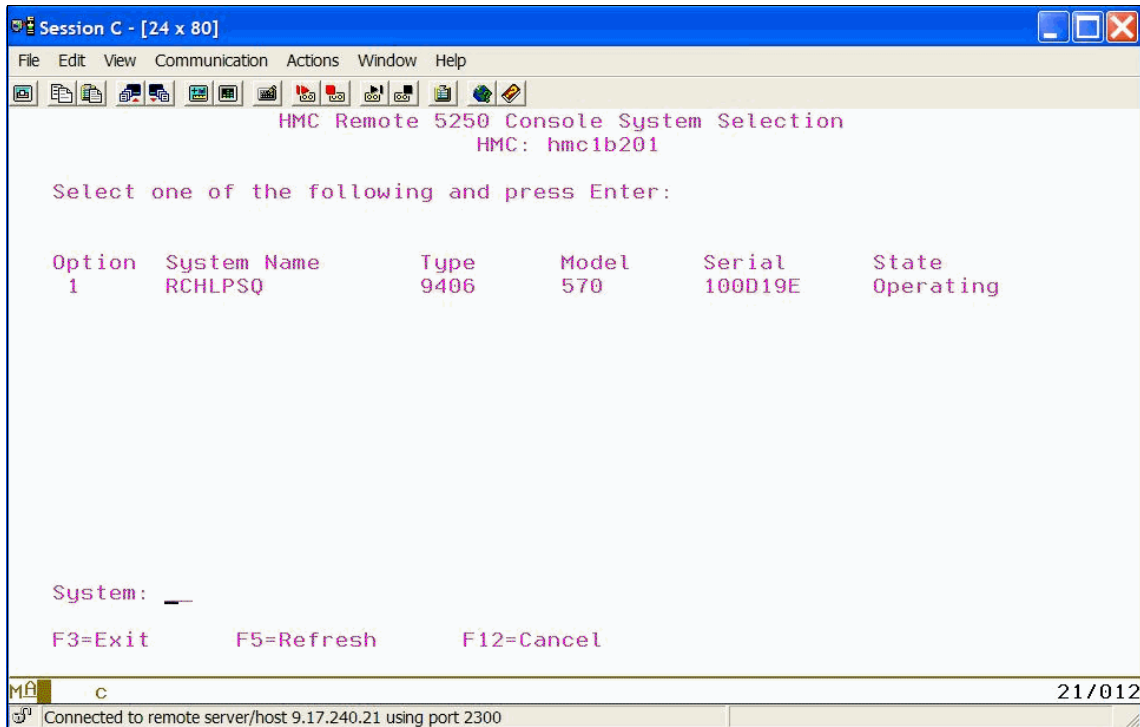 Session C - [24 x 80]
File Edit View Communication Actions Window Help
HMC Remote 5250 Console System Selection
HMC: hmc1b201
Select one of the following and press Enter:
Option System Name Type Model Serial State
1 RCHLPSQ 9406 570 100D19E Operating
System: __
F3=Exit F5=Refresh F12=Cancel
MA c 21/012
Connected to remote server/host 9.17.240.21 using port 2300